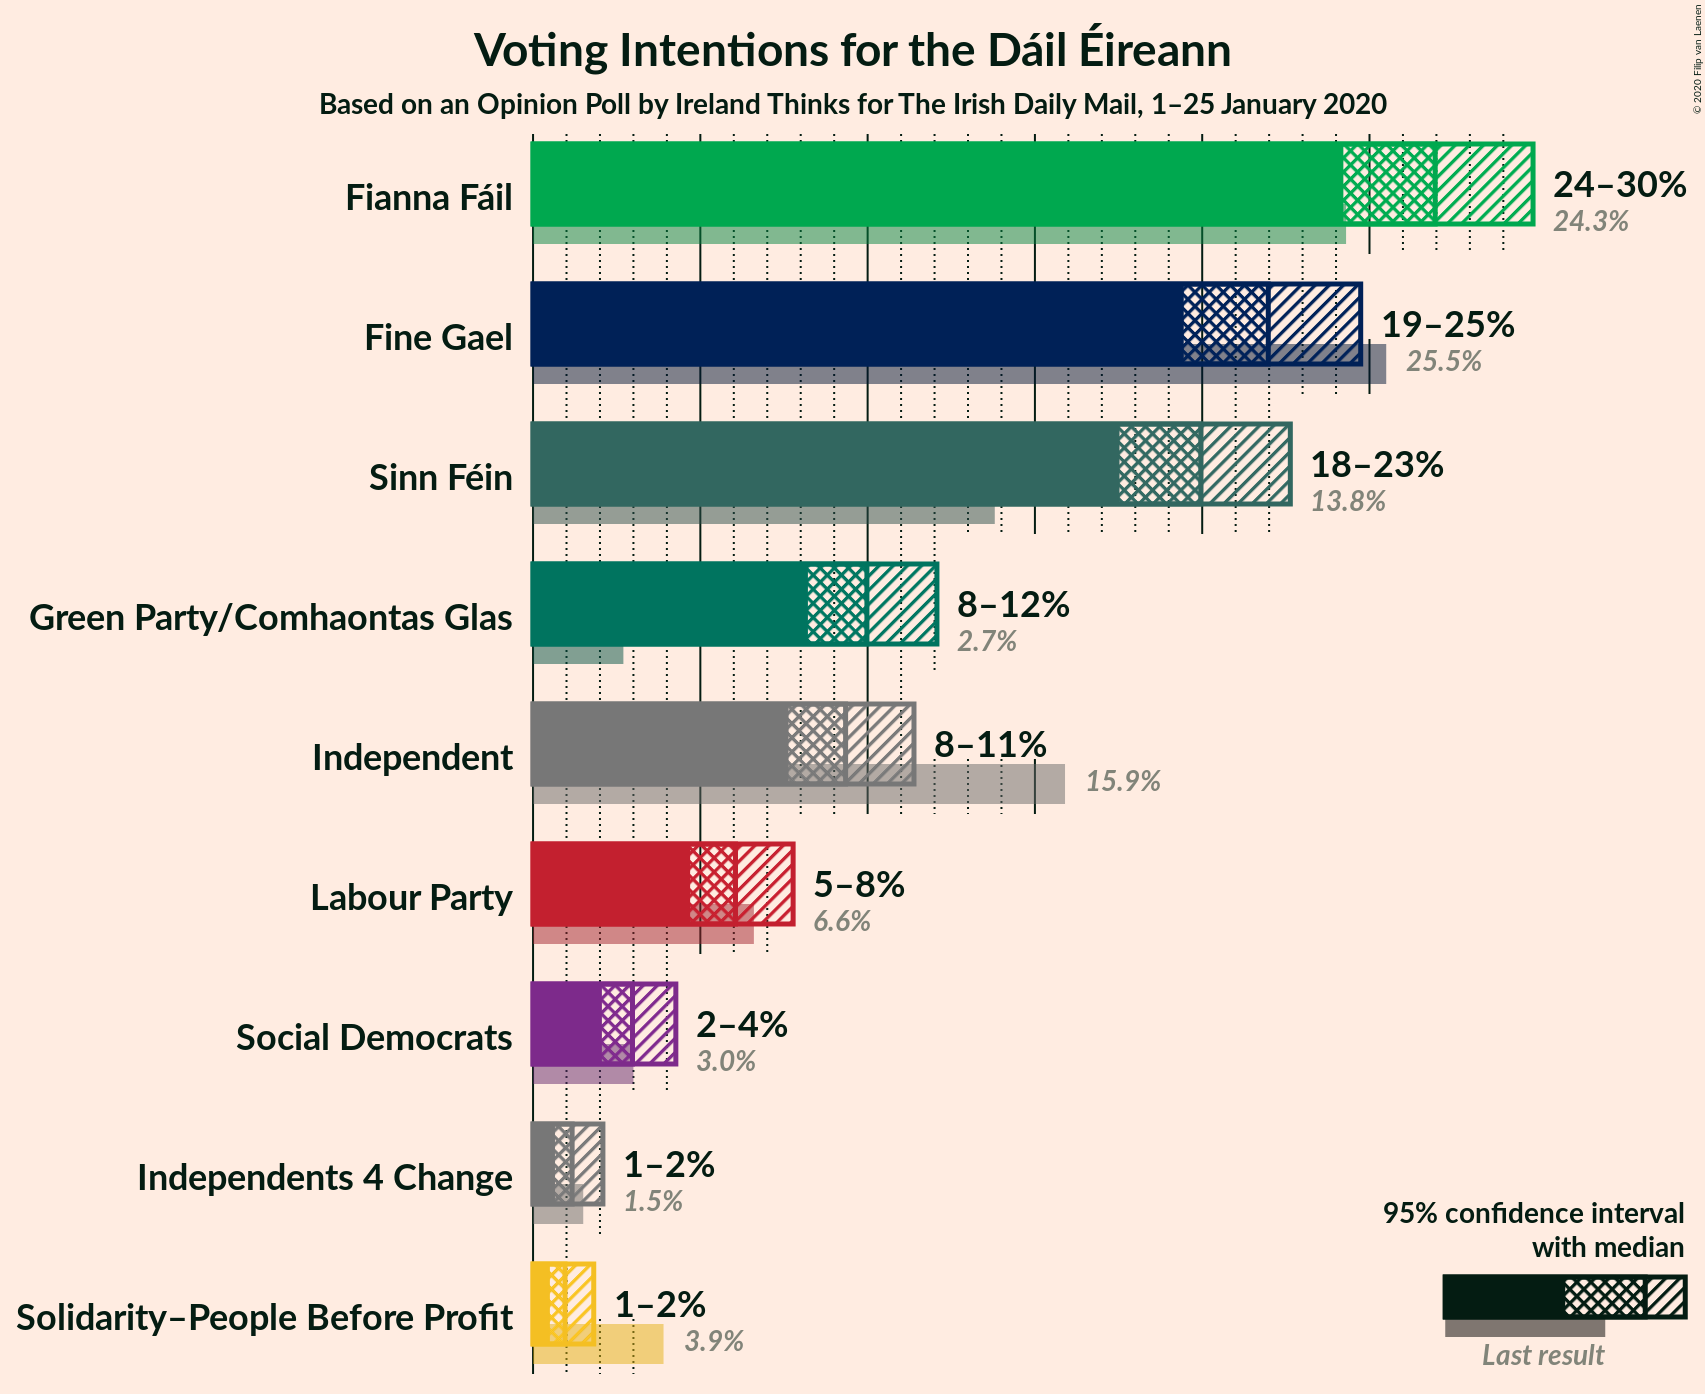 Voting Intentions for the Dáil Éireann
Based on an Opinion Poll by Ireland Thinks for The Irish Daily Mail, 1–25 January 2020
© 2020 Filip van Laenen
Fianna Fáil
24–30%
24.3%
Fine Gael
19–25%
25.5%
Sinn Féin
18–23%
13.8%
Green Party/Comhaontas Glas
8–12%
2.7%
Independent
8–11%
15.9%
Labour Party
5–8%
6.6%
Social Democrats
2–4%
3.0%
Independents 4 Change
1–2%
1.5%
Solidarity–People Before Profit
1–2%
3.9%
95% confidence interval
with median
Last result